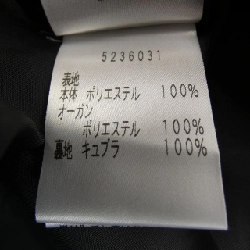 5236031
表地
本体 ポリエステル 100%
オーガン
ポリエステル 100%
裏地 キュプラ 100%